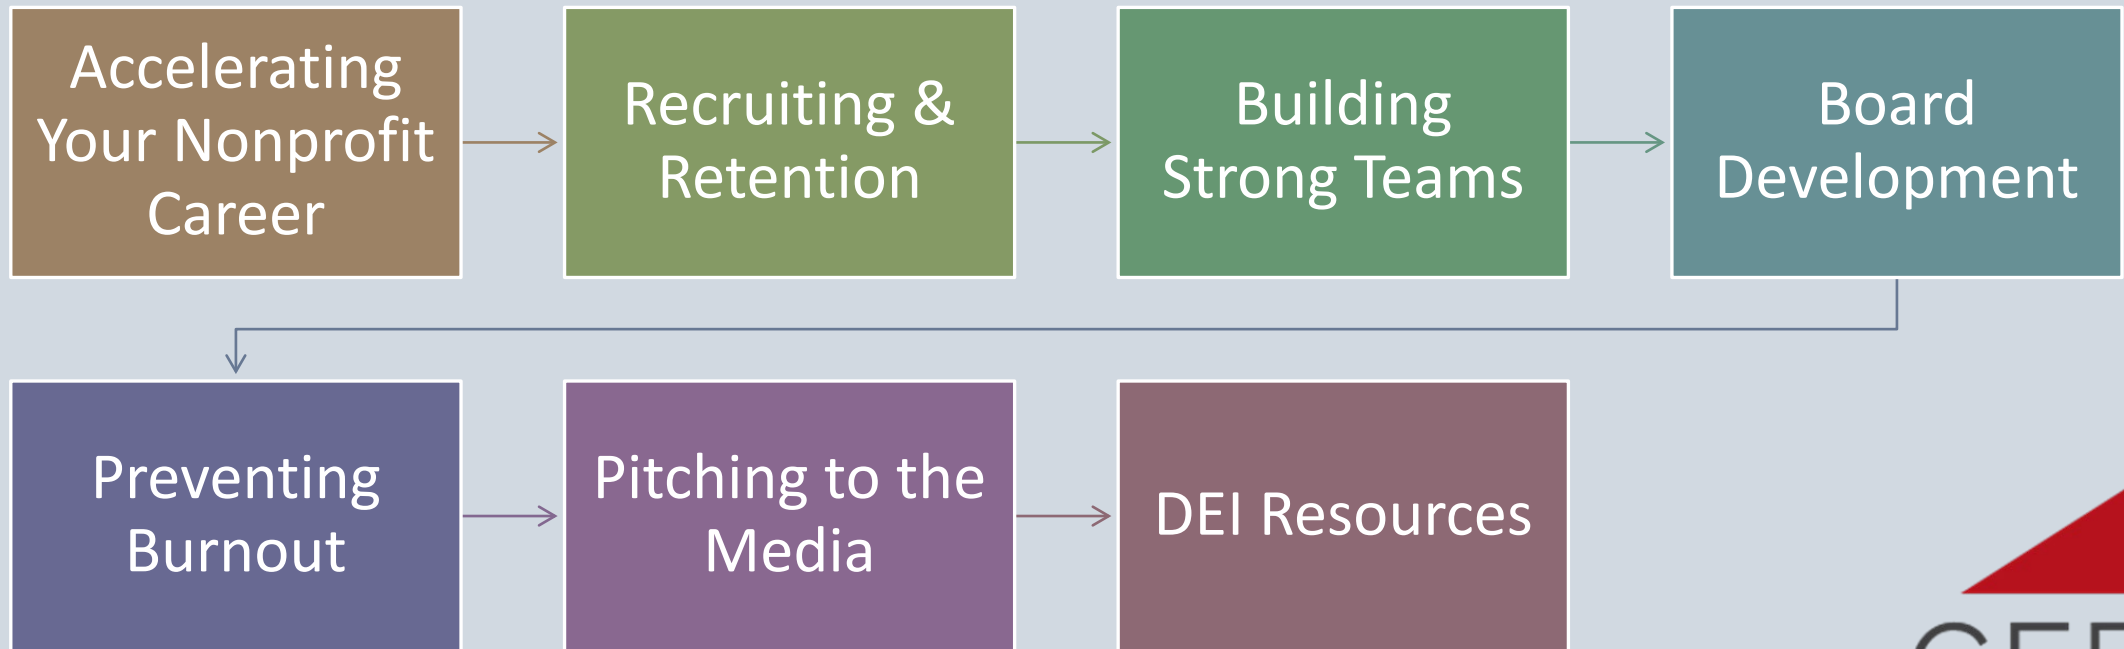 Accelerating
Your Nonprofit
Career
Recruiting &
Retention
Building
Strong Teams
Board
Development
Preventing
Burnout
Pitching to the
Media
DEI Resources